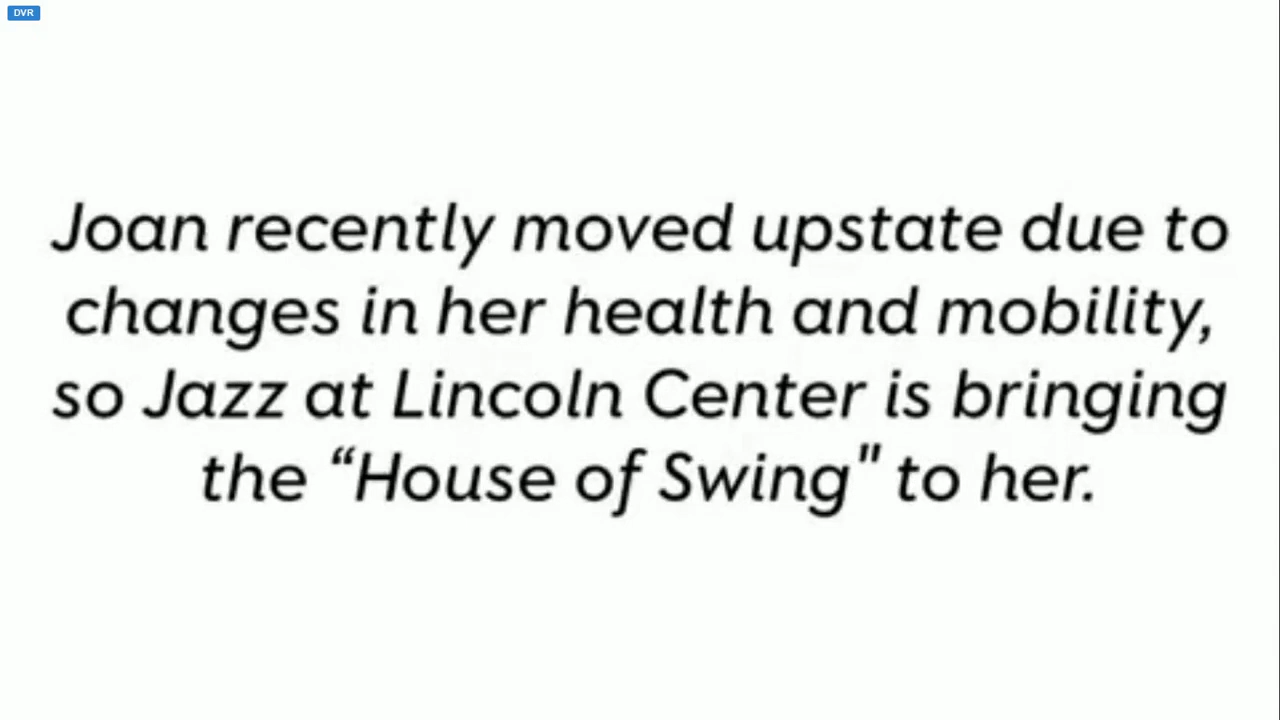 DVR
Joan recently moved upstate due to
changes in her health and mobility,
so Jazz at Lincoln Center is bringing
the “House of Swing" to her.